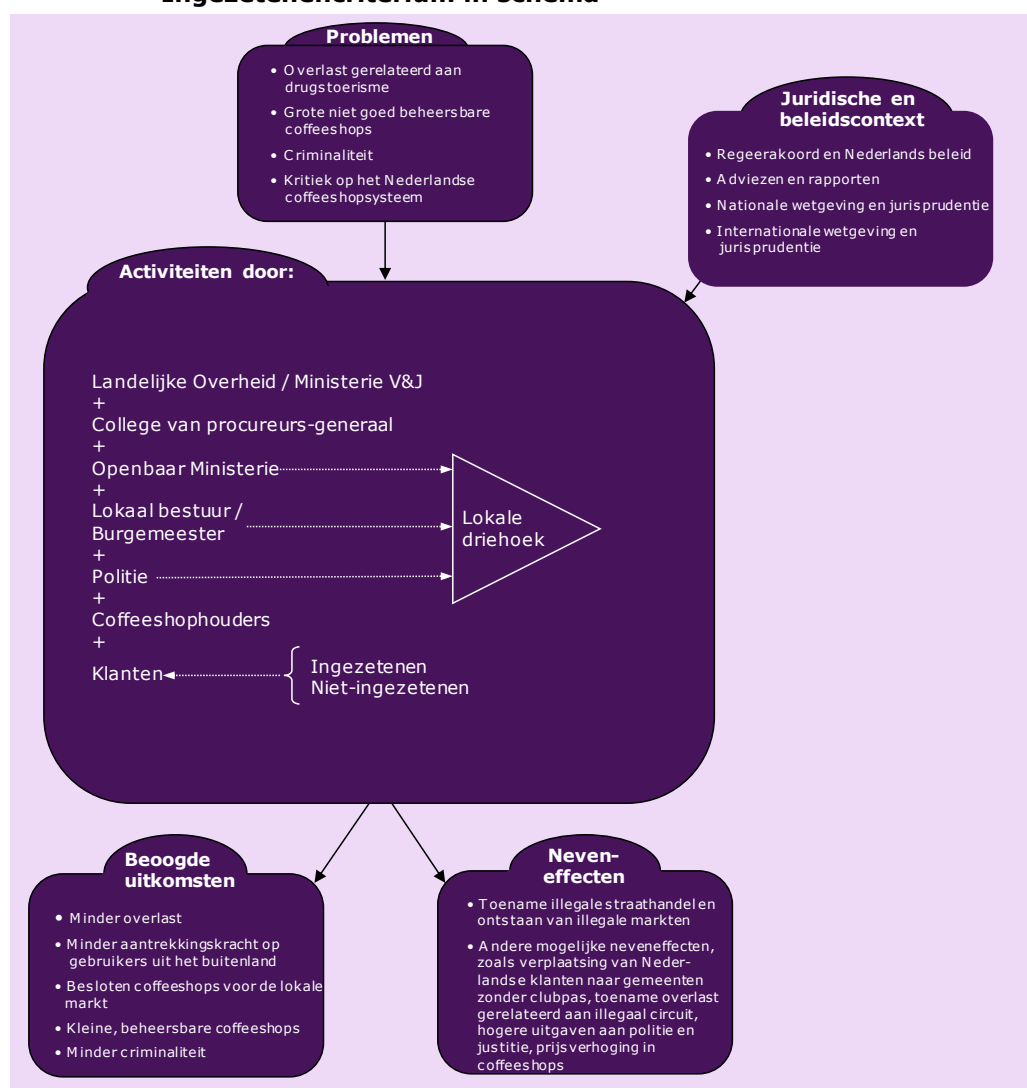 Ingezetenencriterium in schema
Problemen
• Overlast gerelateerd aan
drugstoerisme
• Grote niet goed beheersbare
coffeeshops
• Criminaliteit
• Kritiek op het Nederlandse
coffeeshopsysteem
Juridische en
beleidscontext
• Regeerakoord en Nederlands beleid
• Adviezen en rapporten
• Nationale wetgeving en jurisprudentie
• Internationale wetgeving en
jurisprudentie
Activiteiten door:
Landelijke Overheid / Ministerie V&J
+
College van procureurs-generaal
+
Openbaar Ministerie
+
Lokaal bestuur /
Burgemeester
+
Politie
+
Coffeeshophouders
+
Klanten
Lokale
driehoek
Ingezetenen
Niet-ingezetenen
Beoogde
uitkomsten
• Minder overlast
• Minder aantrekkingskracht op
gebruikers uit het buitenland
• Besloten coffeeshops voor de lokale
markt
• Kleine, beheersbare coffeeshops
• Minder criminaliteit
Neven-
effecten
• Toename illegale straathandel en
ontstaan van illegale markten
• Andere mogelijke neveneffecten,
zoals verplaatsing van Neder-
landse klanten naar gemeenten
zonder clubpas, toename overlast
gerelateerd aan illegaal circuit,
hogere uitgaven aan politie en
justitie, prijsverhoging in
coffeeshops